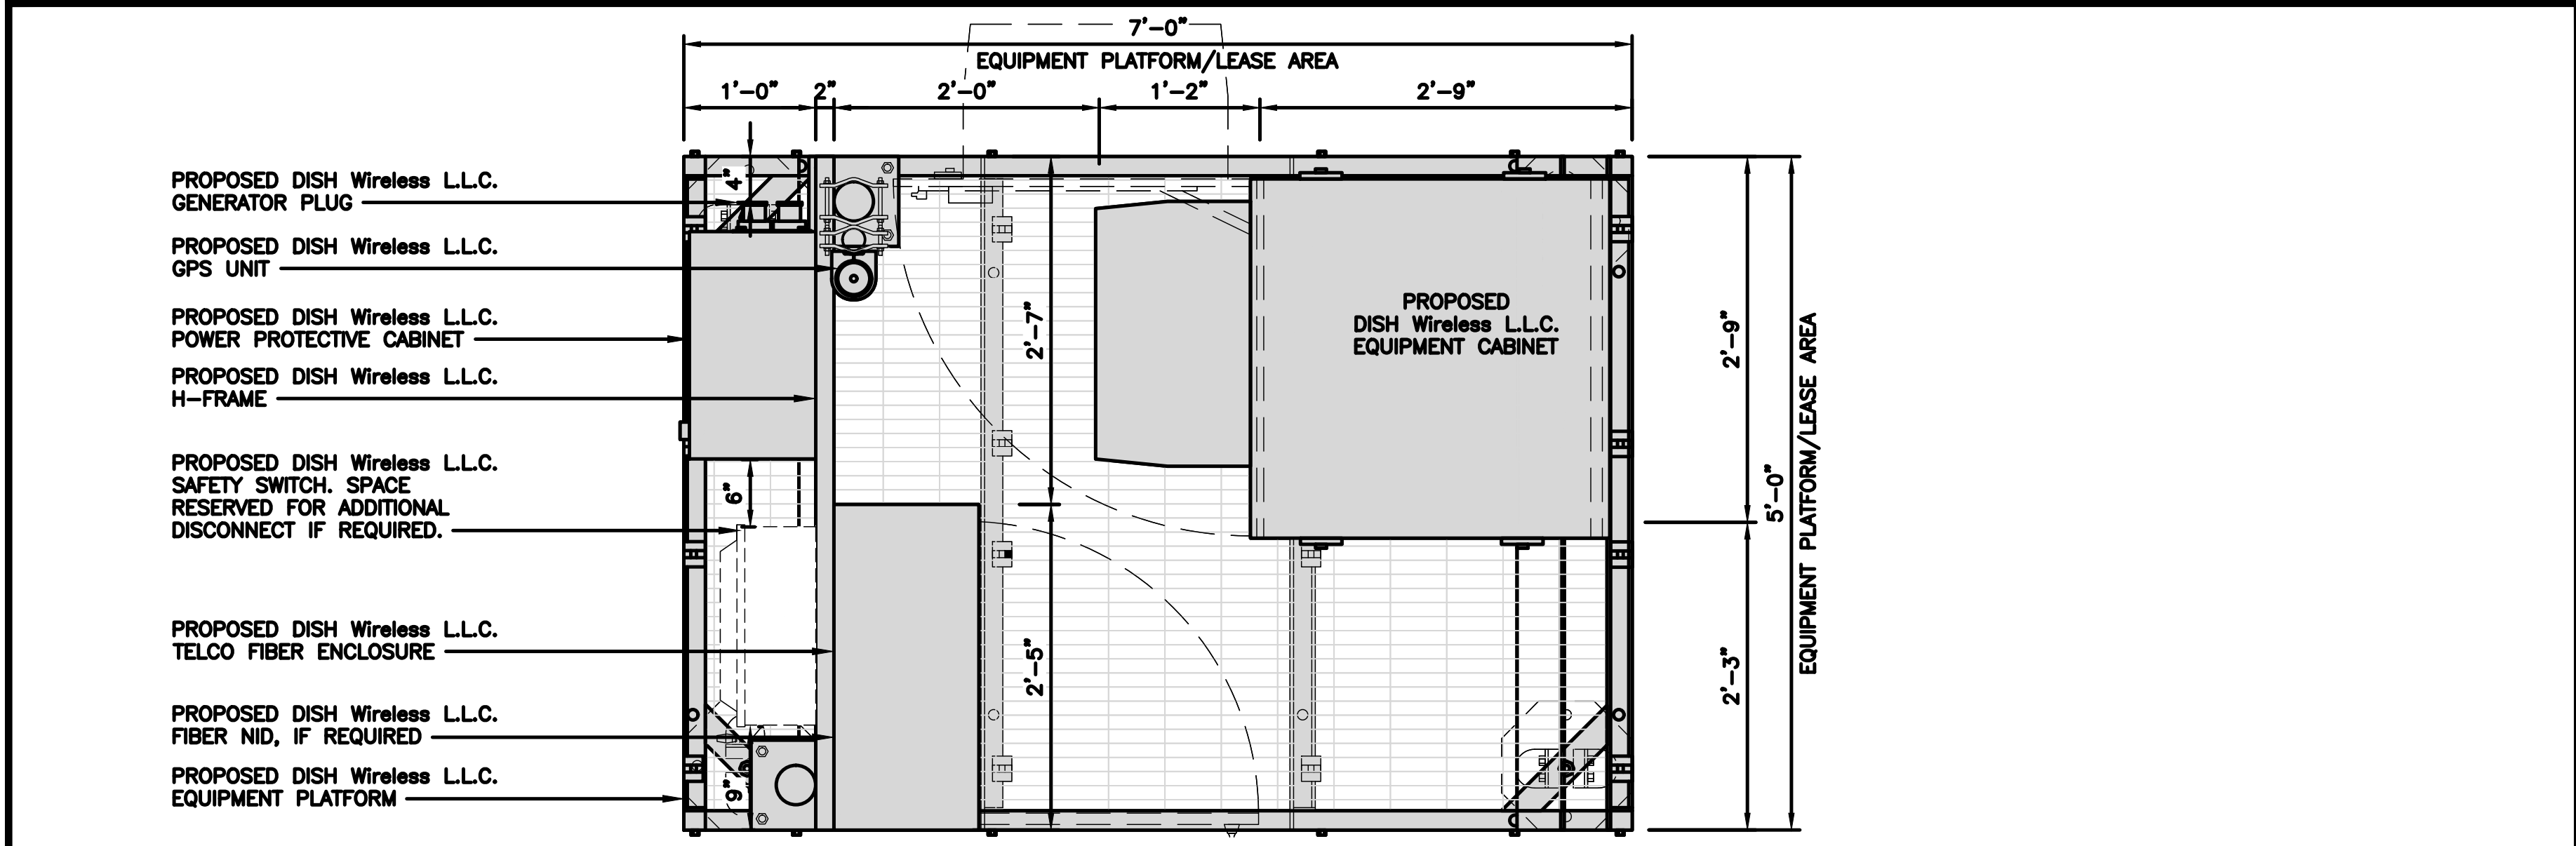 7'-0"
EQUIPMENT PLATFORM/LEASE AREA
1'-0"
2"
2'-0"
1'-2"
2'-9"
PROPOSED DISH Wireless L.L.C.
GENERATOR PLUG
PROPOSED DISH Wireless L.L.C.
GPS UNIT
PROPOSED DISH Wireless L.L.C.
POWER PROTECTIVE CABINET
PROPOSED DISH Wireless L.L.C.
H-FRAME
PROPOSED DISH Wireless L.L.C.
SAFETY SWITCH. SPACE
RESERVED FOR ADDITIONAL
DISCONNECT IF REQUIRED.
PROPOSED DISH Wireless L.L.C.
TELCO FIBER ENCLOSURE
PROPOSED DISH Wireless L.L.C.
FIBER NID, IF REQUIRED
PROPOSED DISH Wireless L.L.C.
EQUIPMENT PLATFORM
4"
6"
9"
2'-7"
2'-5"
PROPOSED
DISH Wireless L.L.C.
EQUIPMENT CABINET
2'-9"
2'-3"
5'-0"
EQUIPMENT PLATFORM/LEASE AREA